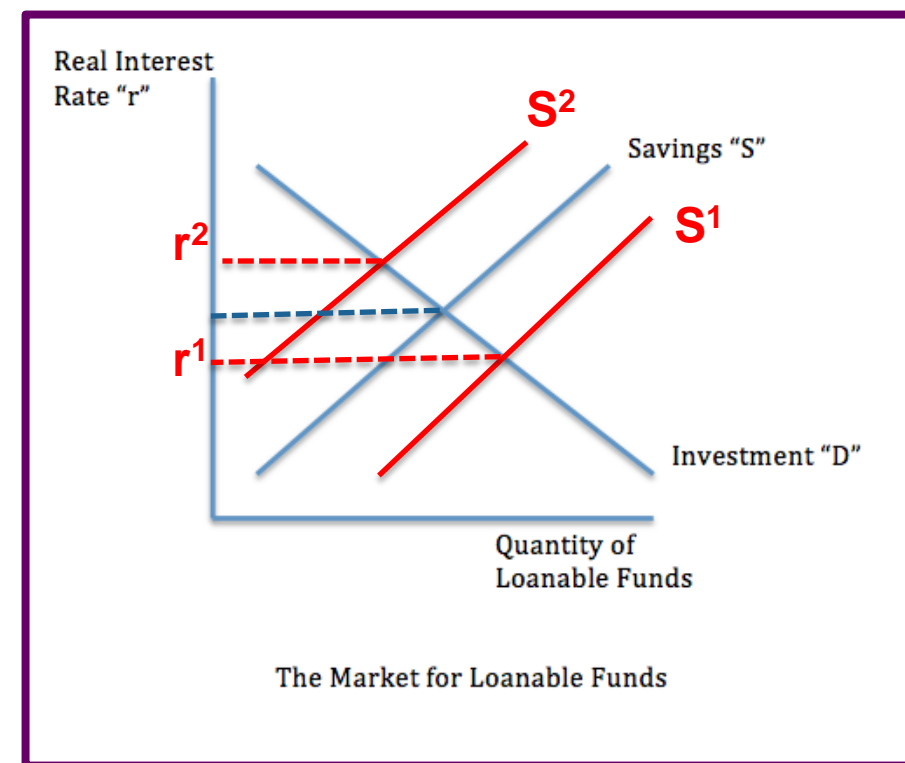 Real Interest
Rate “r”
S²
Savings “S”
S¹
r²
r¹
Investment “D”
Quantity of
Loanable Funds
The Market for Loanable Funds